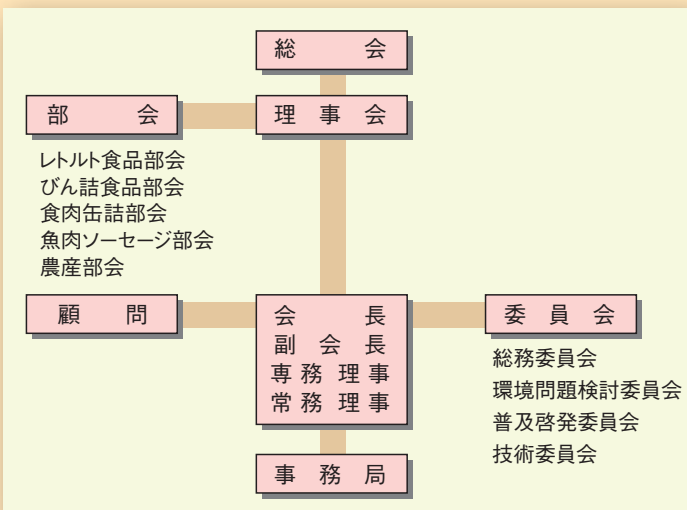 総会
部会
理事会
レトルト食品部会
びん詰食品部会
食肉缶詰部会
魚肉ソーセージ部会
農産部会
顧問
会長
副会長
専務理事
常務理事
委員会
総務委員会
環境問題検討委員会
普及啓発委員会
技術委員会
事務局